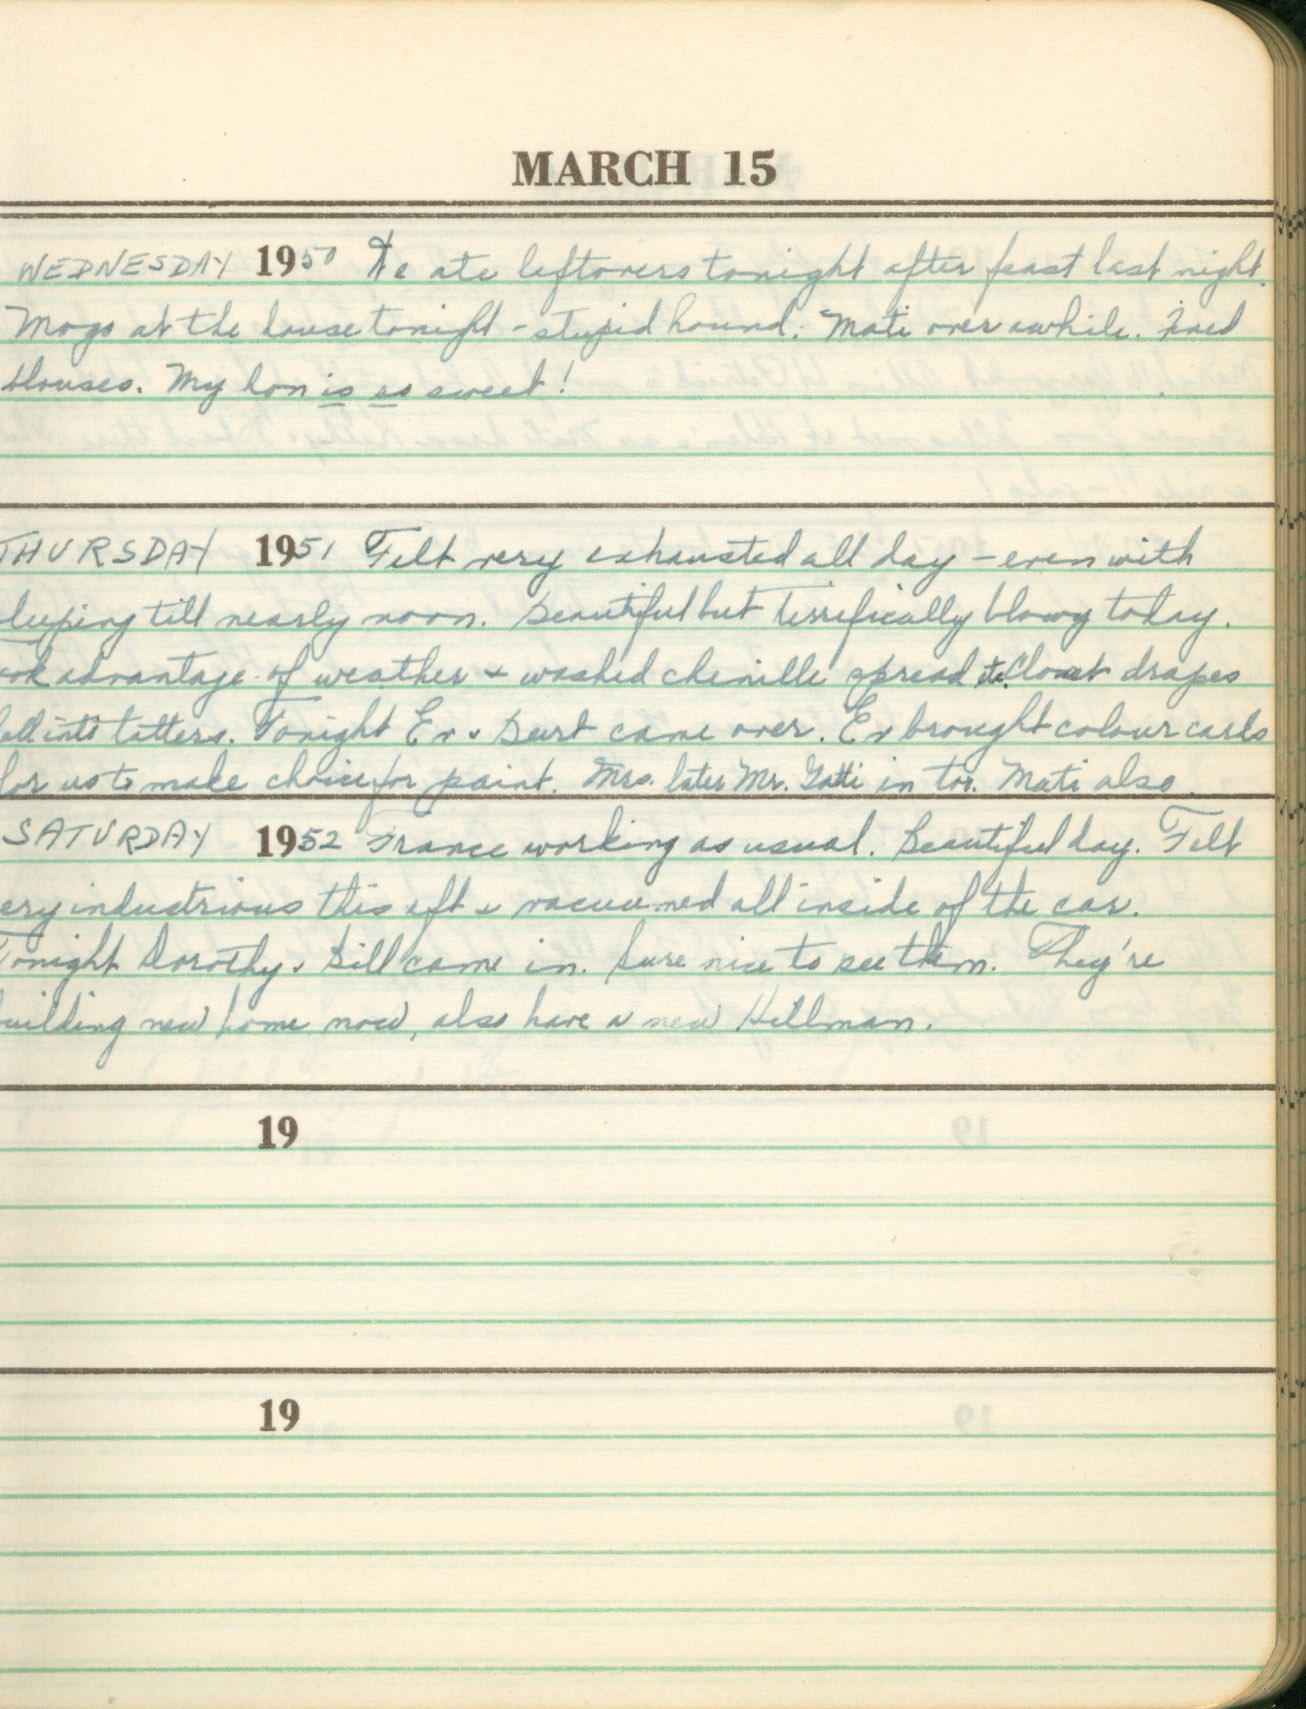 MARCH 15
WEDNESDAY 1950 We ate leftovers tonight after feast last night.
Mogs at the house tonight - stupid hound. Mati over awhile. Fixed
blouses. My hon is so sweet!
THURSDAY 1951 Felt very exhausted all day - even with
leeping till nearly noon. Beautiful but terrifically blowy today.
ook advantage of weather & washed chenille spread & Closet drapes
ell into tatters. Tonight Ev & Burt came over. Ev brought colour cards
for us to make choice for paint. Mrs. later Mr. Gatti in too. Mati also
SATURDAY 1952 France working as usual. Beautiful day. Felt
ery industrious this aft & vacuumed all inside of the car.
Tonight Dorothy & Bill came in. Sure nice to see them. They're
uilding new home now, also have a new Hillman.
19
19